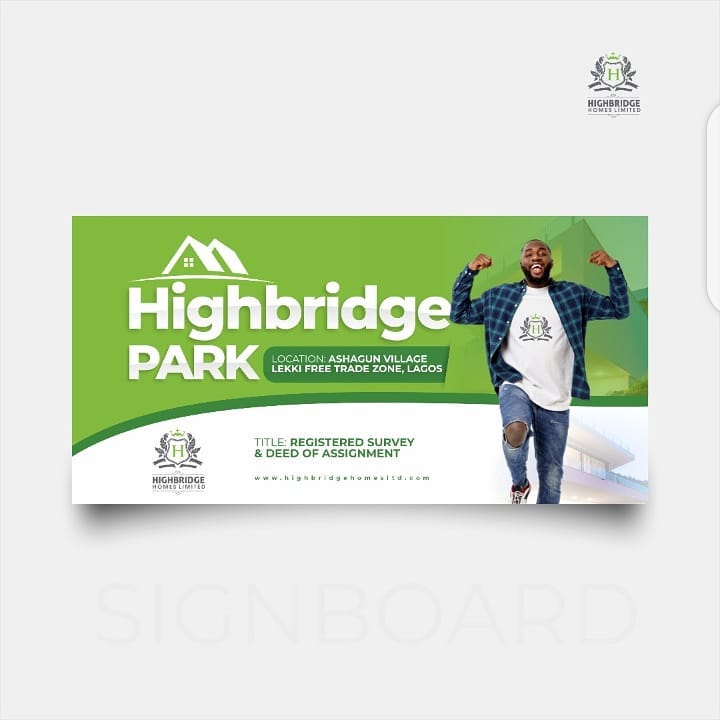 H
HIGHBRIDGE
HOMES LIMITED
Highbridge
PARK
LOCATION: ASHAGUN VILLAGE
LEKKI FREE TRADE ZONE, LAGOS
H
H
HIGHBRIDGE
HOMES LIMITED
TITLE: REGISTERED SURVEY
& DEED OF ASSIGNMENT
www.highbridgehomesltd.com
SIGNBOARD